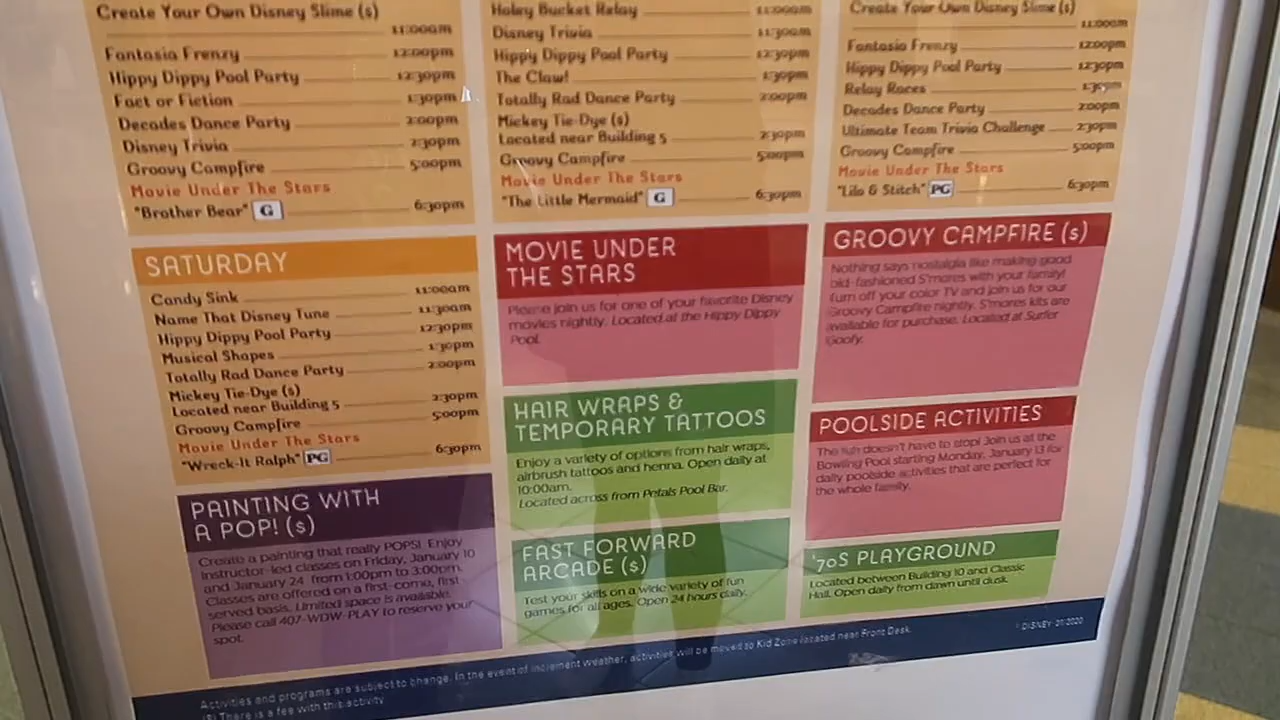 Create Your Own Disney Slime (s)
11:00am
Fantasia Frenzy 12:00pm
Hippy Dippy Pool Party 12:30pm
Fact or Fiction 1:30pm
Decades Dance Party 2:00pm
Disney Trivia 2:30pm
Groovy Campfire 5:00pm
Movie Under The Stars
"Brother Bear" G 6:30pm
Haley Bucket Relay 11:00am
Disney Trivia 11:30am
Hippy Dippy Pool Party 12:30pm
The Claw! 1:30pm
Totally Rad Dance Party 2:00pm
Mickey Tie-Dye (s)
Located near Building 5 2:30pm
Groovy Campfire 5:00pm
Movie Under The Stars
"The Little Mermaid" G 6:30pm
Create Your Own Disney Slime (s)
11:00am
Fantasia Frenzy 12:00pm
Hippy Dippy Pool Party 12:30pm
Relay Races 1:30pm
Decades Dance Party 2:00pm
Ultimate Team Trivia Challenge 2:30pm
Groovy Campfire 5:00pm
Movie Under The Stars
"Lilo & Stitch" PG 6:30pm
SATURDAY
Candy Sink 11:00am
Name That Disney Tune 11:30am
Hippy Dippy Pool Party 12:30pm
Musical Shapes 1:30pm
Totally Rad Dance Party 2:00pm
Mickey Tie-Dye (s)
Located near Building 5 2:30pm
Groovy Campfire 5:00pm
Movie Under The Stars
"Wreck-It Ralph" PG 6:30pm
PAINTING WITH
A POP! (s)
Create a painting that really POPS! Enjoy
instructor-led classes on Friday, January 10
and January 24 from 1:00pm to 3:00pm.
Classes are offered on a first-come, first
served basis. Limited space is available.
Please call 407-WDW-PLAY to reserve your
spot.
MOVIE UNDER
THE STARS
Please join us for one of your favorite Disney
movies nightly. Located at the Hippy Dippy
Pool.
HAIR WRAPS &
TEMPORARY TATTOOS
Enjoy a variety of options from hair wraps,
airbrush tattoos and henna. Open daily at
10:00am.
Located across from Petals Pool Bar.
FAST FORWARD
ARCADE (s)
Test your skills on a wide variety of fun
games for all ages. Open 24 hours daily.
GROOVY CAMPFIRE (s)
Nothing says nostalgia like making good
old-fashioned S'mores with your family!
Turn off your color TV and join us for our
Groovy Campfire nightly. S'mores kits are
available for purchase. Located at Surfer
Goofy.
POOLSIDE ACTIVITIES
The fun doesn't have to stop! Join us at the
Bowling Pool starting Monday, January 13 for
daily poolside activities that are perfect for
the whole family.
'70S PLAYGROUND
Located between Building 10 and Classic
Hall. Open daily from dawn until dusk.
Activities and programs are subject to change. In the event of inclement weather, activities will be moved to Kid Zone located near Front Desk.
(s) There is a fee with this activity
© DISNEY 01/2020